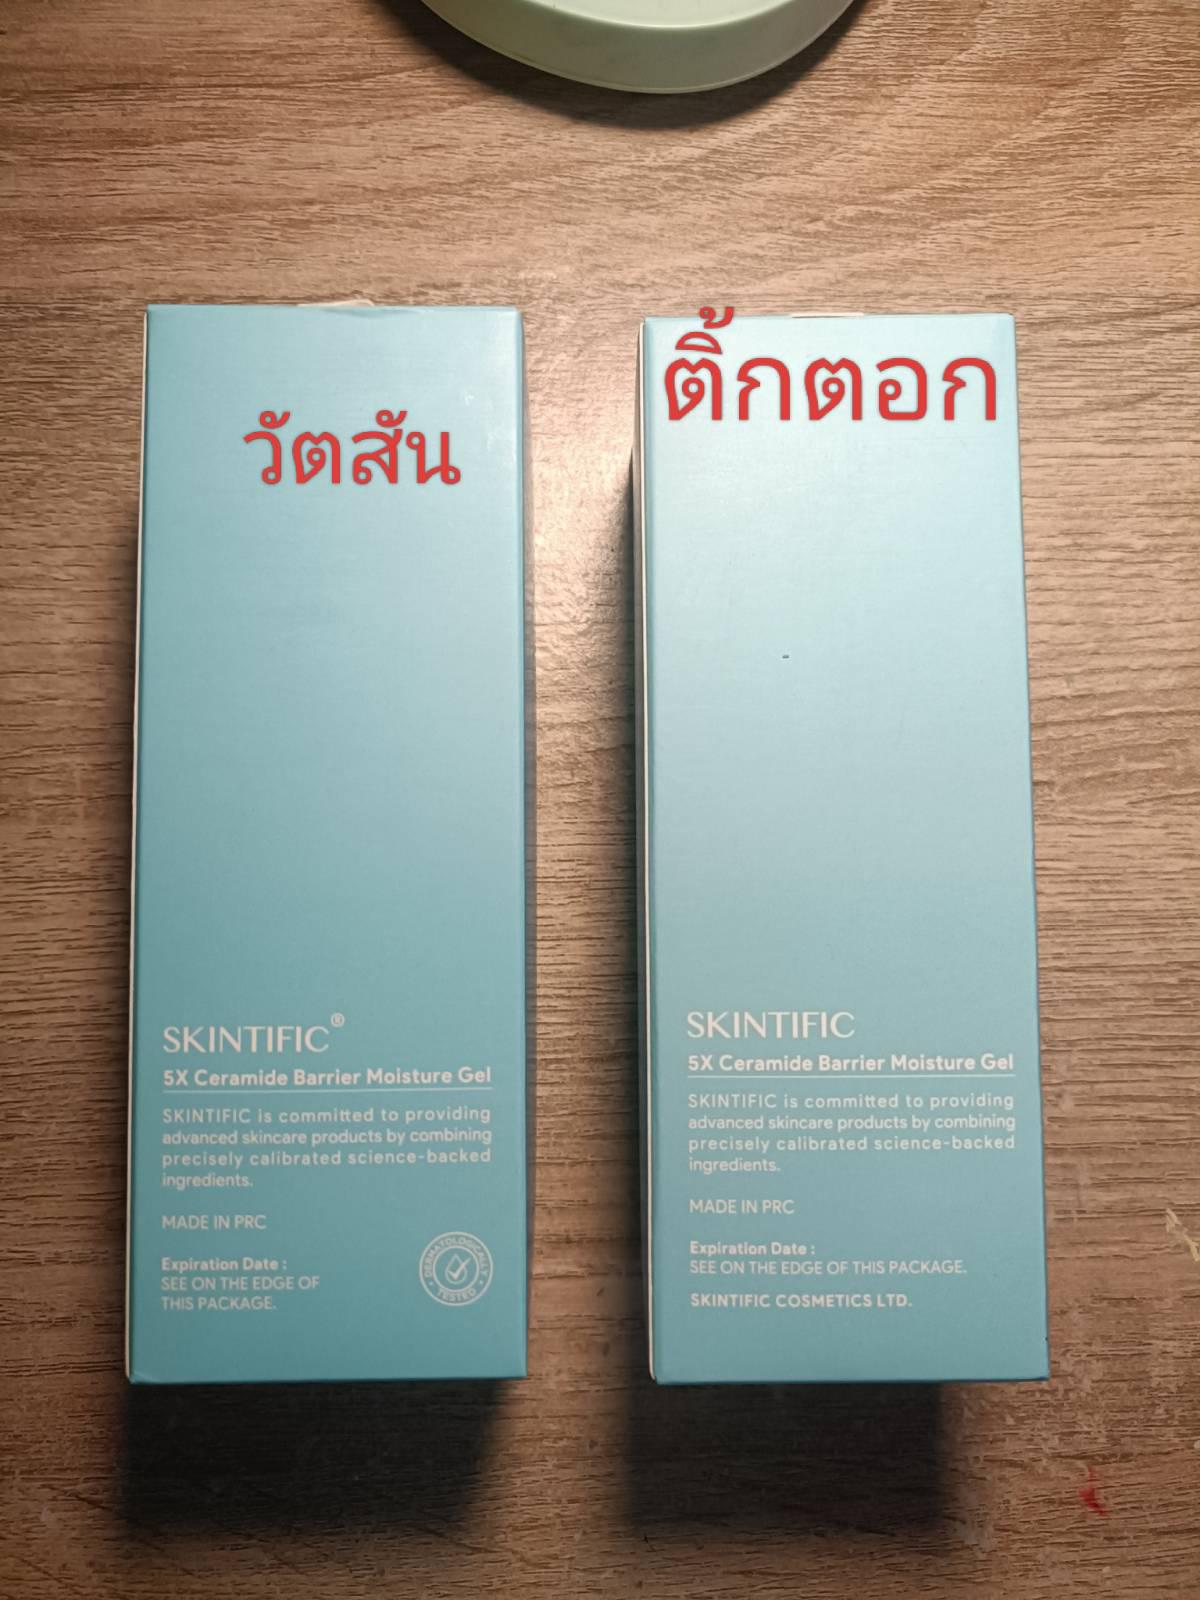 วัตสัน
SKINTIFIC®
5X Ceramide Barrier Moisture Gel
SKINTIFIC is committed to providing
advanced skincare products by combining
precisely calibrated science-backed
ingredients.
MADE IN PRC
Expiration Date :
SEE ON THE EDGE OF
THIS PACKAGE.
DERMATOLOGICALLY
TESTED
ติ้กตอก
SKINTIFIC
5X Ceramide Barrier Moisture Gel
SKINTIFIC is committed to providing
advanced skincare products by combining
precisely calibrated science-backed
ingredients.
MADE IN PRC
Expiration Date :
SEE ON THE EDGE OF THIS PACKAGE.
SKINTIFIC COSMETICS LTD.